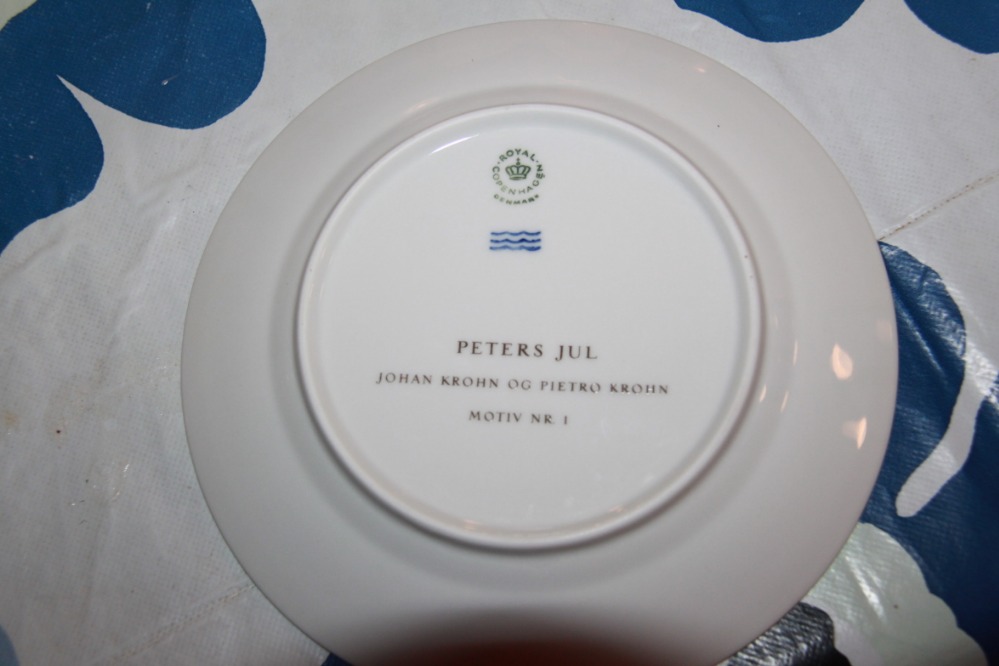 ROYAL
COPENHAGEN
DENMARK
PETERS JUL
JOHAN KROHN OG PIETRO KROHN
MOTIV NR. 1